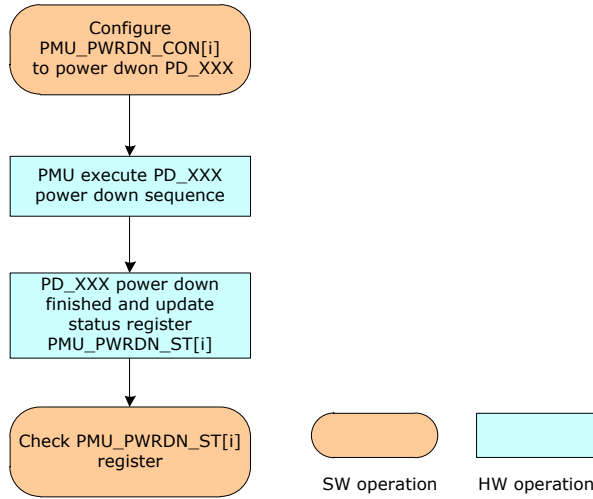 Configure
PMU_PWRDN_CON[i]
to power dwon PD_XXX
PMU execute PD_XXX
power down sequence
PD_XXX power down
finished and update
status register
PMU_PWRDN_ST[i]
Check PMU_PWRDN_ST[i]
register
SW operation
HW operation